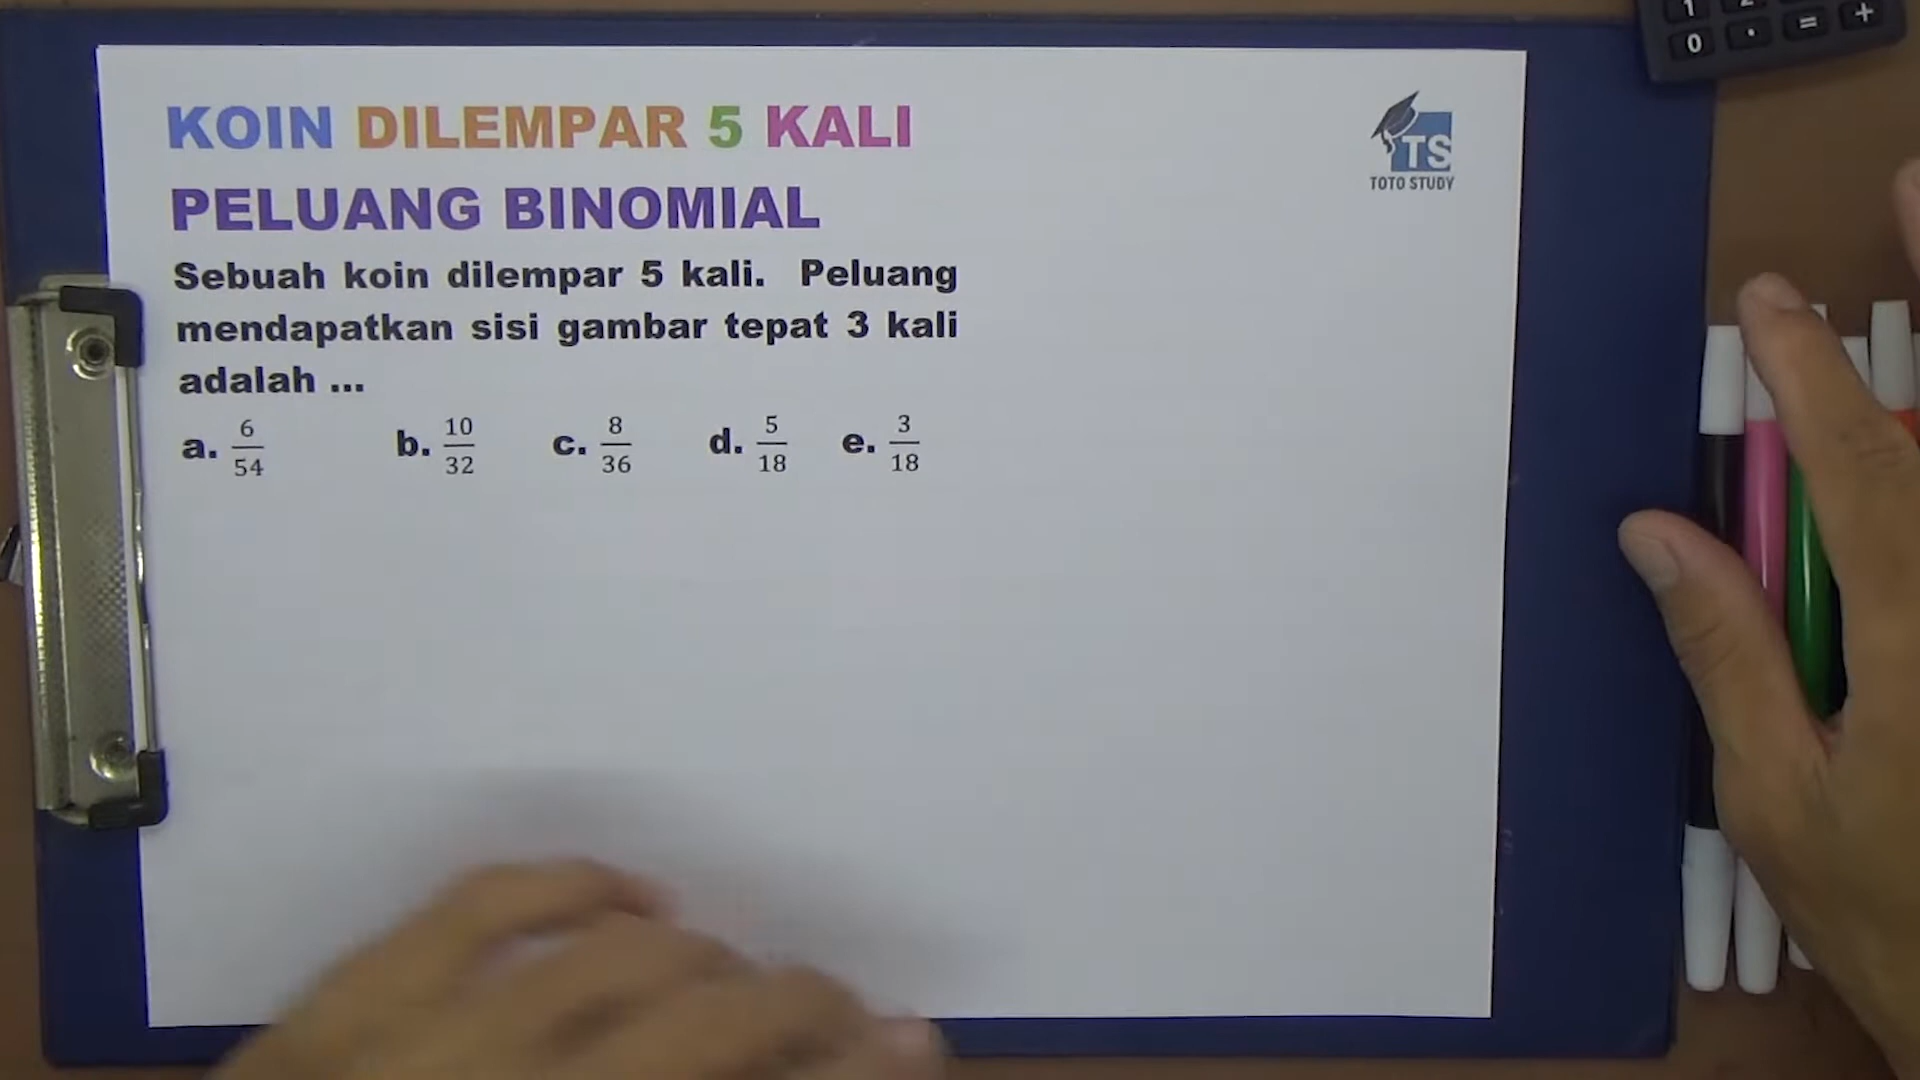 KOIN DILEMPAR 5 KALI
PELUANG BINOMIAL
Sebuah koin dilempar 5 kali. Peluang
mendapatkan sisi gambar tepat 3 kali
adalah ...
a. 6/54 b. 10/32 c. 8/36 d. 5/18 e. 3/18
TS
TOTO STUDY
1
0 . = +